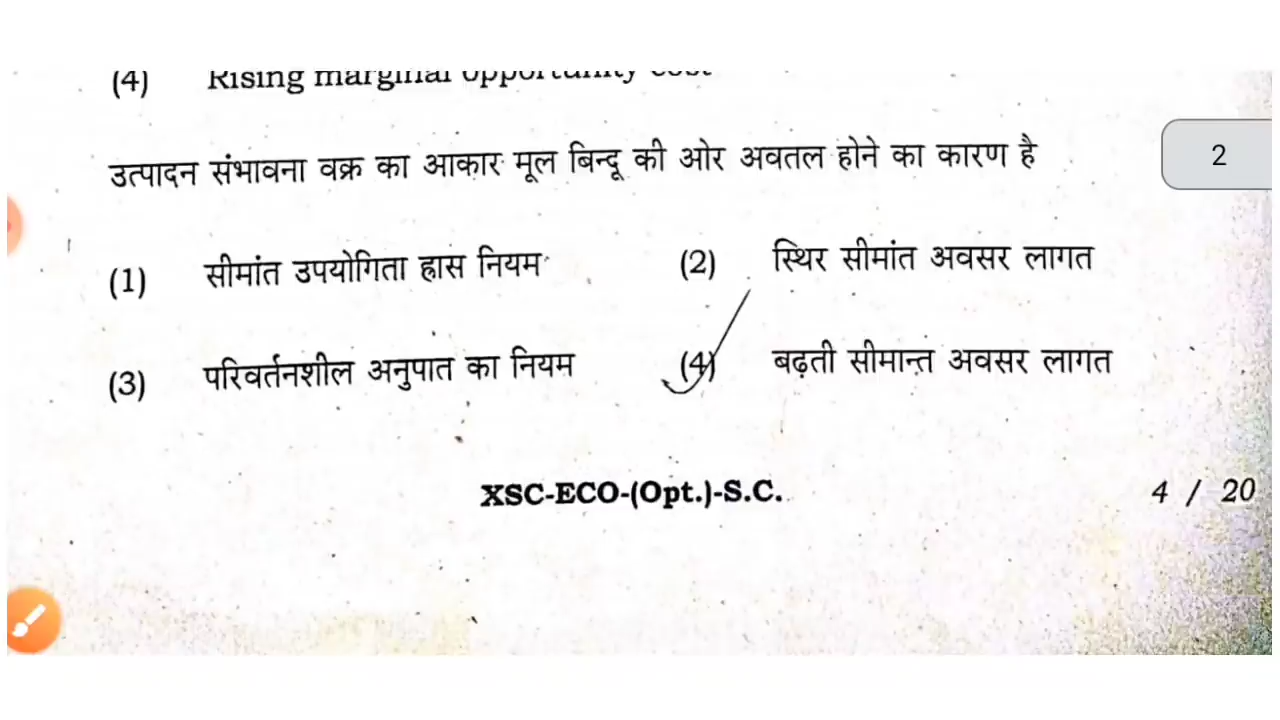 (4) Rising marginal opportunity cost
उत्पादन संभावना वक्र का आकार मूल बिन्दू की ओर अवतल होने का कारण है
2
(1) सीमांत उपयोगिता ह्रास नियम (2) स्थिर सीमांत अवसर लागत
(3) परिवर्तनशील अनुपात का नियम (4) बढ़ती सीमान्त अवसर लागत
XSC-ECO-(Opt.)-S.C. 4 / 20